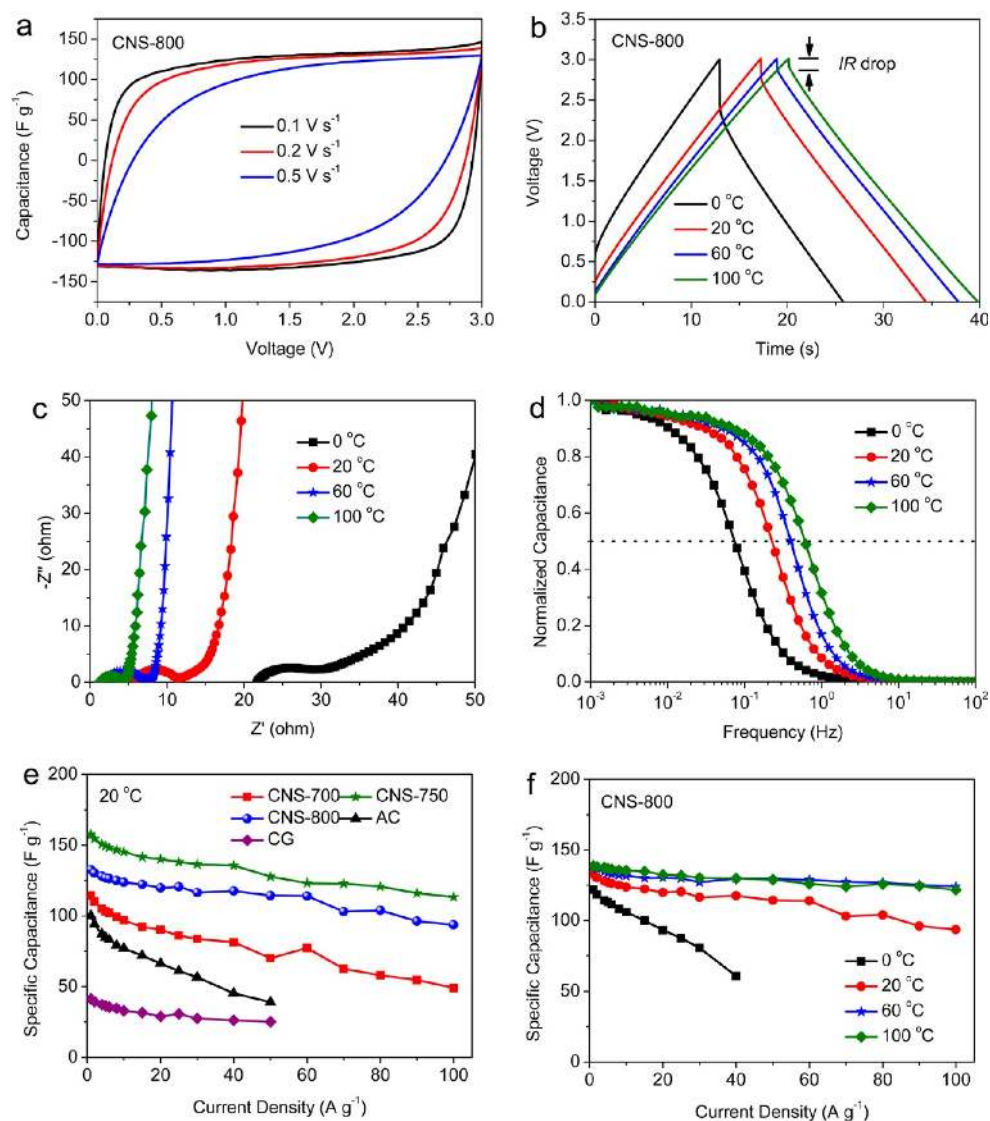 a
CNS-800
150
100
50
0
-50
-100
-150
Capacitance (F g⁻¹)
0.1 V s⁻¹
0.2 V s⁻¹
0.5 V s⁻¹
0.0 0.5 1.0 1.5 2.0 2.5 3.0
Voltage (V)
b
CNS-800
IR drop
3.5
3.0
2.5
2.0
1.5
1.0
0.5
0.0
Voltage (V)
0 °C
20 °C
60 °C
100 °C
0 10 20 30 40
Time (s)
c
50
40
30
20
10
0
-Z'' (ohm)
0 °C
20 °C
60 °C
100 °C
0 10 20 30 40 50
Z' (ohm)
d
1.0
0.8
0.6
0.4
0.2
0.0
Normalized Capacitance
0 °C
20 °C
60 °C
100 °C
10⁻³ 10⁻² 10⁻¹ 10⁰ 10¹ 10²
Frequency (Hz)
e
20 °C
CNS-700 CNS-750
CNS-800 AC
CG
200
150
100
50
0
Specific Capacitance (F g⁻¹)
0 20 40 60 80 100
Current Density (A g⁻¹)
f
CNS-800
200
150
100
50
0
Specific Capacitance (F g⁻¹)
0 °C
20 °C
60 °C
100 °C
0 20 40 60 80 100
Current Density (A g⁻¹)